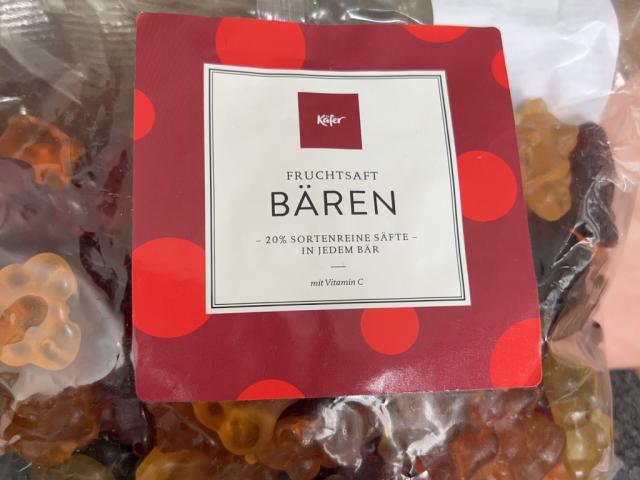 Käfer
FRUCHTSAFT
BÄREN
– 20% SORTENREINE SÄFTE –
IN JEDEM BÄR
mit Vitamin C